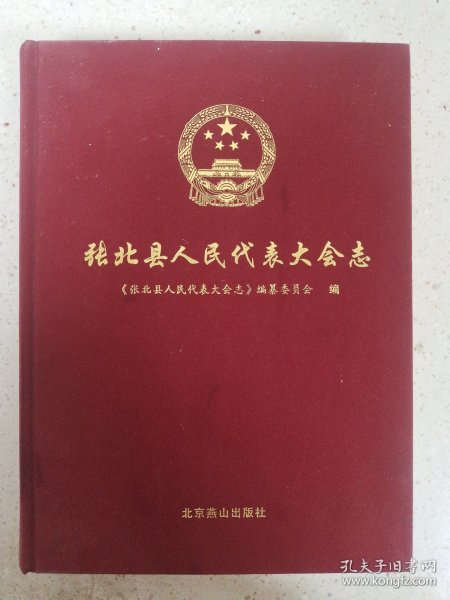 张北县人民代表大会志
《张北县人民代表大会志》编纂委员会 编
北京燕山出版社
孔夫子旧书网
www.kongfz.com